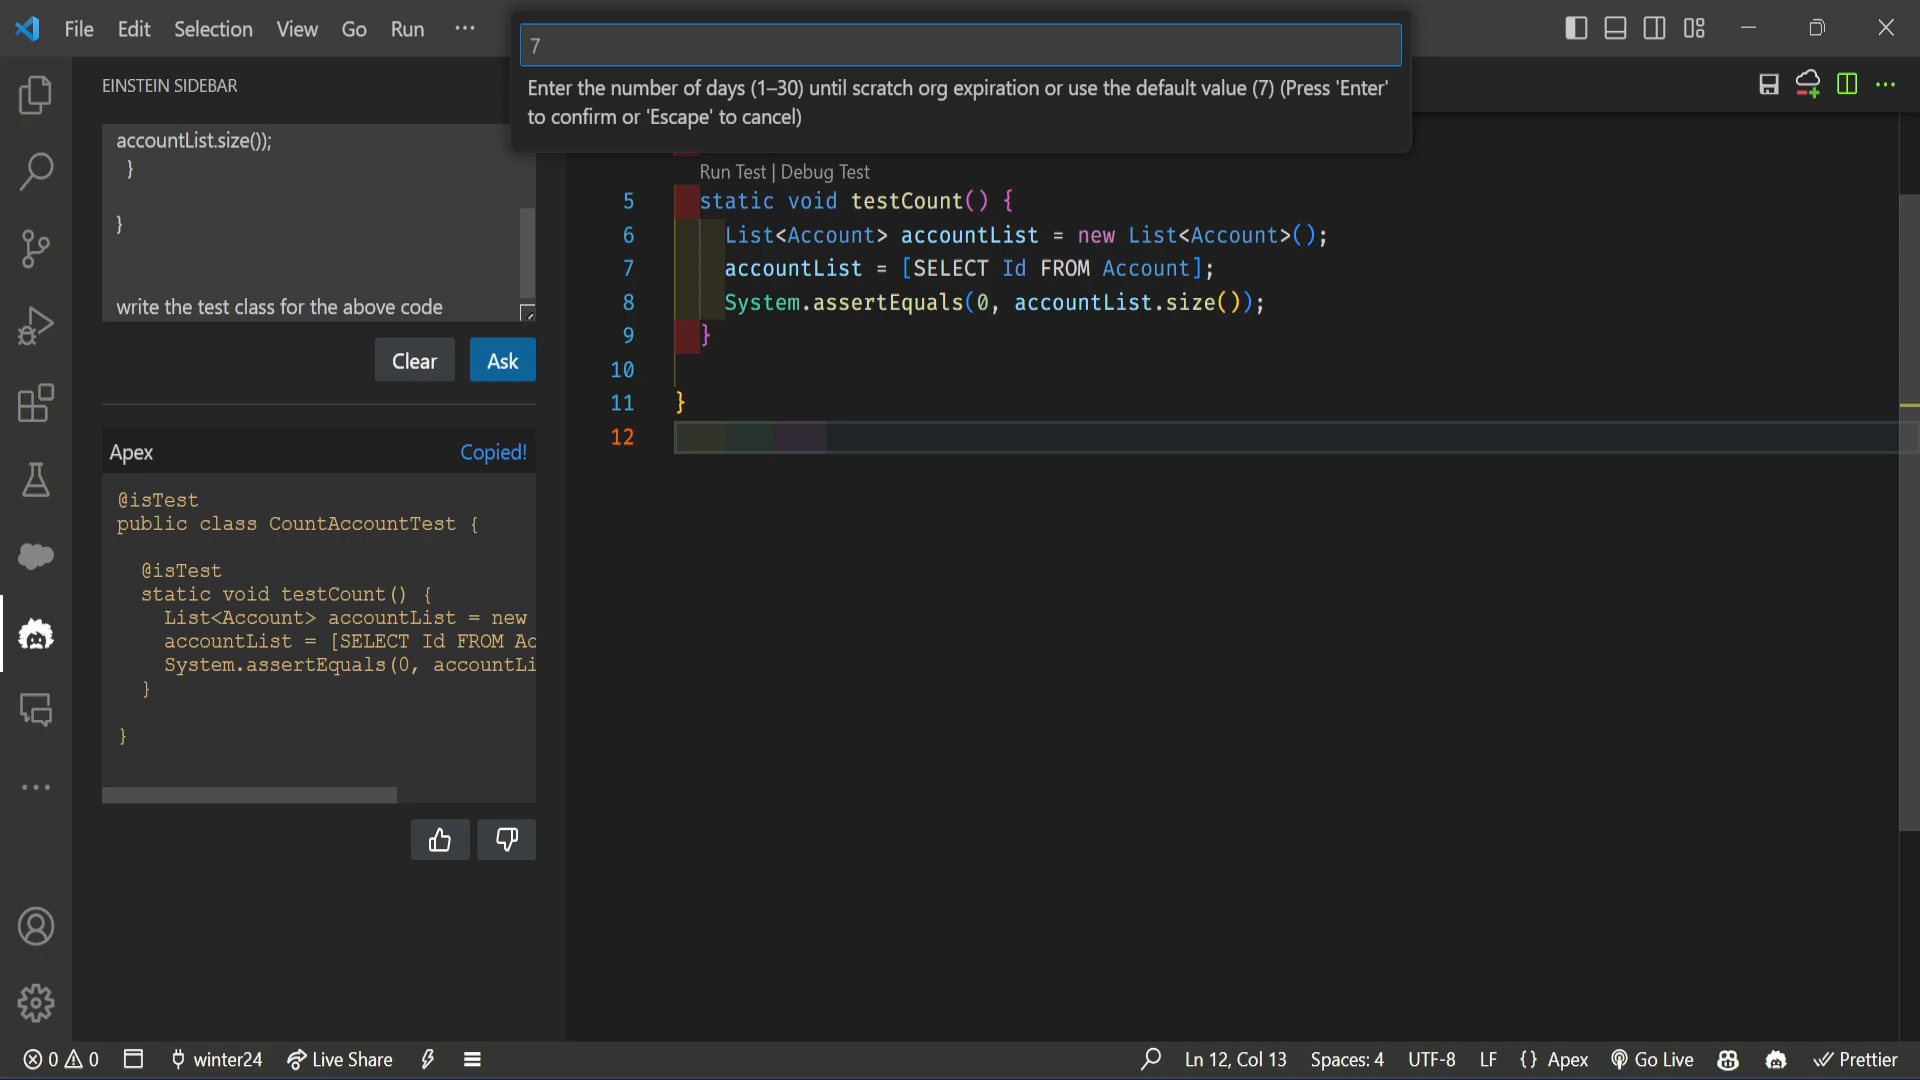 File Edit Selection View Go Run ···
7
Enter the number of days (1–30) until scratch org expiration or use the default value (7) (Press 'Enter'
to confirm or 'Escape' to cancel)
EINSTEIN SIDEBAR
accountList.size());
}
}
write the test class for the above code
Clear Ask
Apex Copied!
@isTest
public class CountAccountTest {
@isTest
static void testCount() {
List<Account> accountList = new
accountList = [SELECT Id FROM Ac
System.assertEquals(0, accountLi
}
}
Run Test | Debug Test
5 static void testCount() {
6 List<Account> accountList = new List<Account>();
7 accountList = [SELECT Id FROM Account];
8 System.assertEquals(0, accountList.size());
9 }
10
11 }
12
0 0 winter24 Live Share Ln 12, Col 13 Spaces: 4 UTF-8 LF {} Apex Go Live Prettier